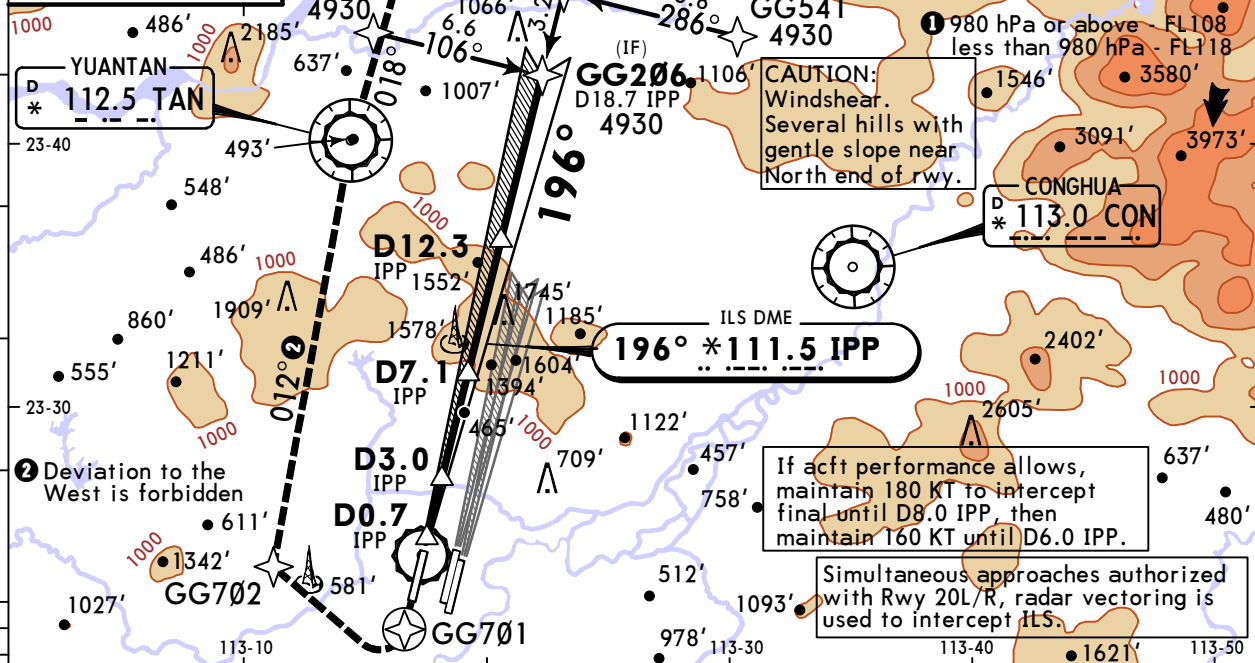 1000
486'
2185'
1000
4930
637'
1066'
6.6
106°
018°
3.2
286°
GG541
4930
(IF)
GG206
D18.7 IPP
4930
1106'
1007'
❶ 980 hPa or above - FL108
less than 980 hPa - FL118
3580'
1546'
3091'
3973'
CAUTION:
Windshear.
Several hills with
gentle slope near
North end of rwy.
YUANTAN
D
* 112.5 TAN
493'
23-40
548'
196°
1000
CONGHUA
D
* 113.0 CON
D12.3
IPP
1552'
486'
1000
1909'
860'
1578'
1745'
1185'
ILS DME
196° *111.5 IPP
2402'
555'
1211'
❷
012°
D7.1
IPP
1604'
1394'
465'
1000
1000
1000
2605'
1000
23-30
1122'
D3.0
IPP
709'
457'
758'
637'
480'
❷ Deviation to the
West is forbidden
If acft performance allows,
maintain 180 KT to intercept
final until D8.0 IPP, then
maintain 160 KT until D6.0 IPP.
611'
D0.7
IPP
1000
1342'
GG702
581'
512'
1093'
Simultaneous approaches authorized
with Rwy 20L/R, radar vectoring is
used to intercept ILS.
1027'
GG701
978'
1621'
113-10
113-30
113-40
113-50